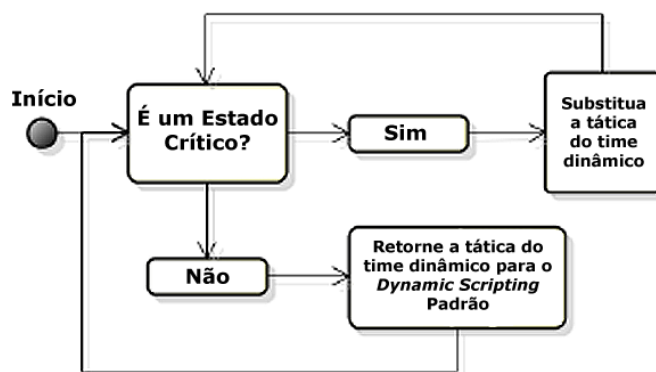 Início
É um Estado
Crítico?
Sim
Substitua
a tática
do time
dinâmico
Não
Retorne a tática do
time dinâmico para o
Dynamic Scripting
Padrão